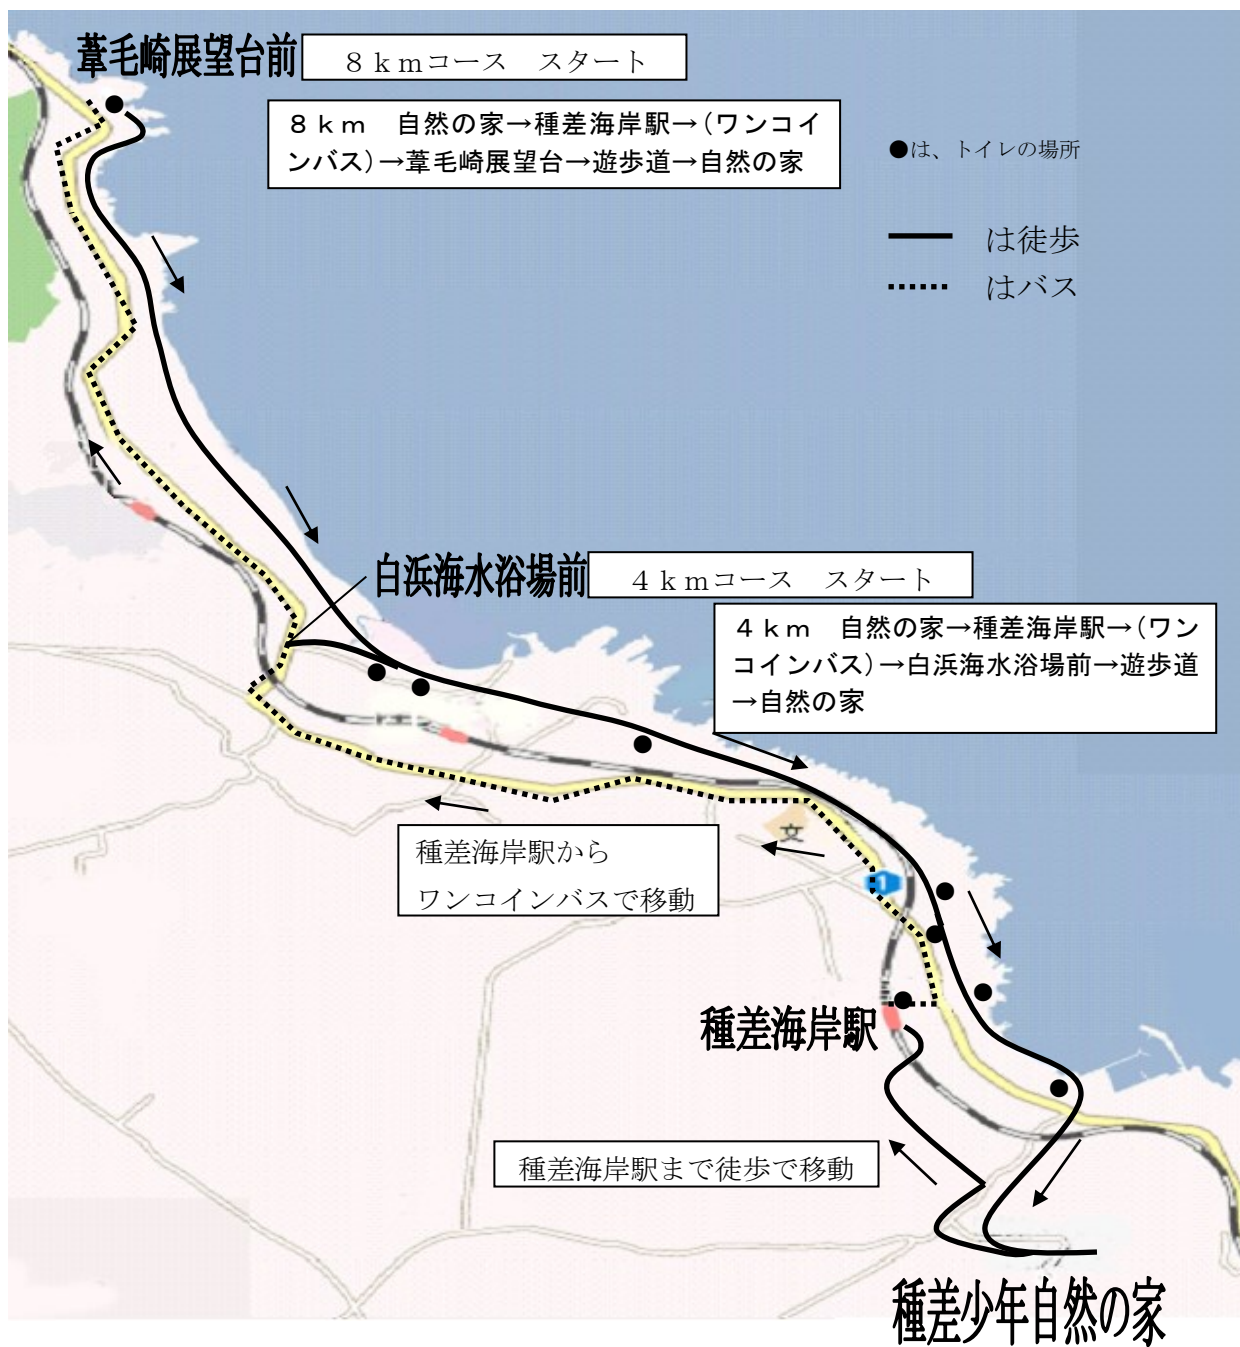 葦毛崎展望台前
８ｋｍコース　スタート
８ｋｍ　自然の家→種差海岸駅→（ワンコイ
ンバス）→葦毛崎展望台→遊歩道→自然の家
●は、トイレの場所
は徒歩
はバス
白浜海水浴場前
４ｋｍコース　スタート
４ｋｍ　自然の家→種差海岸駅→（ワン
コインバス）→白浜海水浴場前→遊歩道
→自然の家
文
種差海岸駅から
ワンコインバスで移動
1
種差海岸駅
種差海岸駅まで徒歩で移動
種差少年自然の家